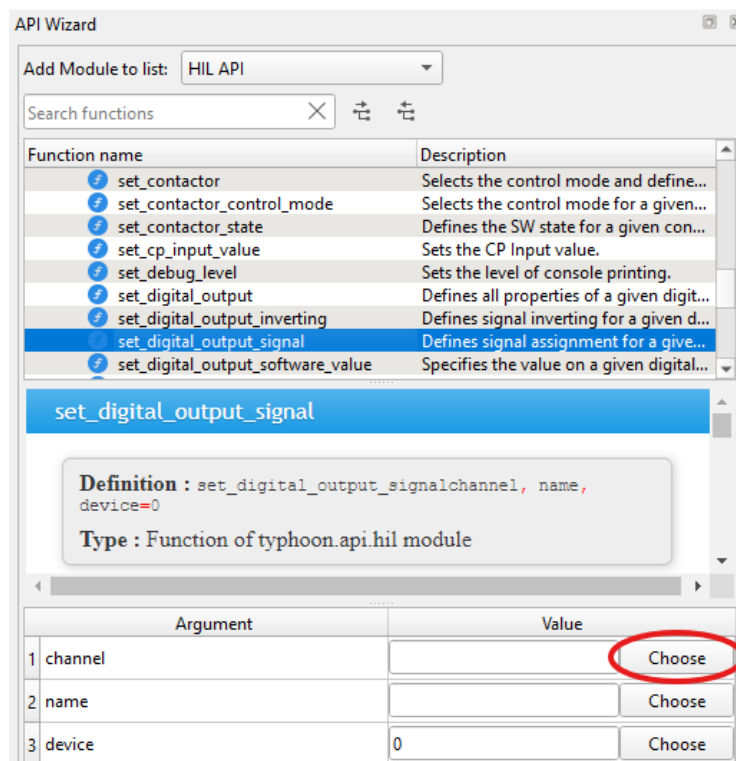 API Wizard
Add Module to list: HIL API
Search functions
Function name Description
set_contactor Selects the control mode and define...
set_contactor_control_mode Selects the control mode for a given...
set_contactor_state Defines the SW state for a given con...
set_cp_input_value Sets the CP Input value.
set_debug_level Sets the level of console printing.
set_digital_output Defines all properties of a given digit...
set_digital_output_inverting Defines signal inverting for a given d...
set_digital_output_signal Defines signal assignment for a give...
set_digital_output_software_value Specifies the value on a given digital...
set_digital_output_signal
Definition : set_digital_output_signalchannel, name,
device=0
Type : Function of typhoon.api.hil module
Argument Value
1 channel Choose
2 name Choose
3 device 0 Choose